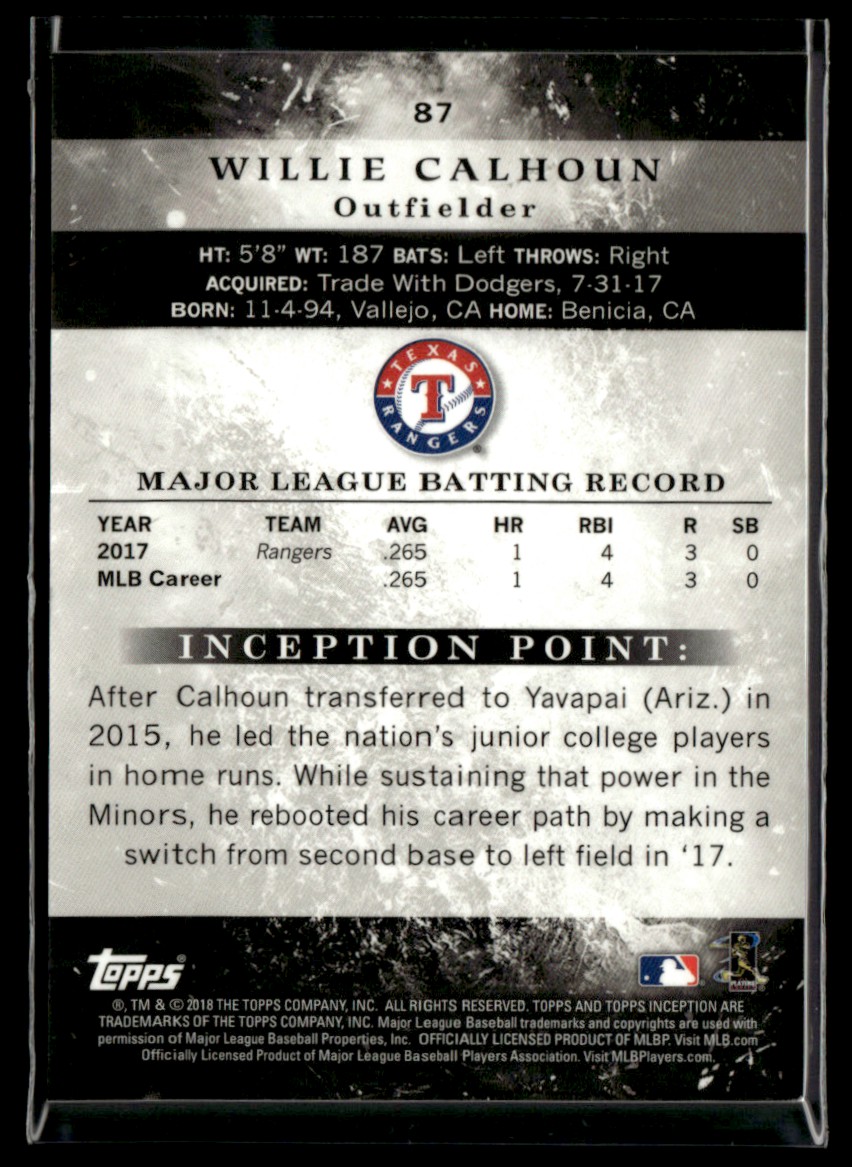 87
WILLIE CALHOUN
Outfielder
HT: 5'8" WT: 187 BATS: Left THROWS: Right
ACQUIRED: Trade With Dodgers, 7-31-17
BORN: 11-4-94, Vallejo, CA HOME: Benicia, CA
TEXAS
T
RANGERS
®
MAJOR LEAGUE BATTING RECORD
YEAR TEAM AVG HR RBI R SB
2017 Rangers .265 1 4 3 0
MLB Career .265 1 4 3 0
INCEPTION POINT:
After Calhoun transferred to Yavapai (Ariz.) in
2015, he led the nation's junior college players
in home runs. While sustaining that power in the
Minors, he rebooted his career path by making a
switch from second base to left field in '17.
Topps®
®, TM & © 2018 THE TOPPS COMPANY, INC. ALL RIGHTS RESERVED. TOPPS AND TOPPS INCEPTION ARE
TRADEMARKS OF THE TOPPS COMPANY, INC. Major League Baseball trademarks and copyrights are used with
permission of Major League Baseball Properties, Inc. OFFICIALLY LICENSED PRODUCT OF MLBP. Visit MLB.com
Officially Licensed Product of Major League Baseball Players Association. Visit MLBPlayers.com.